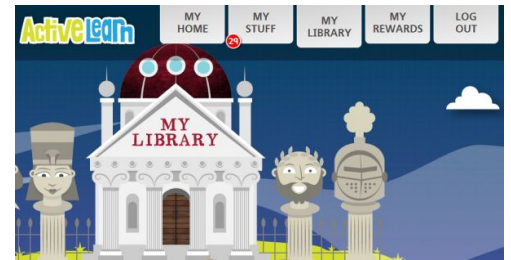 ActiveLearn
MY
HOME
MY
STUFF
29
MY
LIBRARY
MY
REWARDS
LOG
OUT
MY
LIBRARY